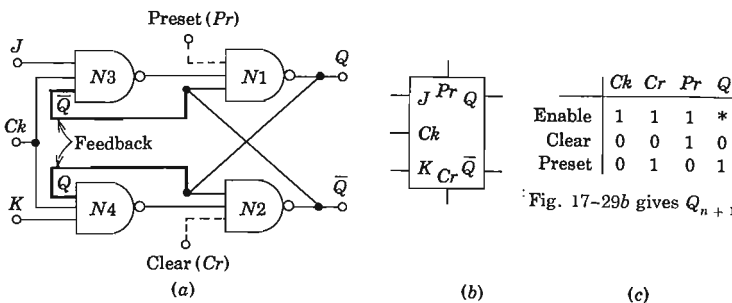 Preset (Pr)
J
N3
N1
Q
Q̅
Ck
Feedback
Q
N4
N2
Q̅
K
Clear (Cr)
(a)
J Pr Q
Ck
K Cr Q̅
(b)
Ck Cr Pr Q
Enable 1 1 1 *
Clear 0 0 1 0
Preset 0 1 0 1
Fig. 17-29b gives Q n + 1
(c)